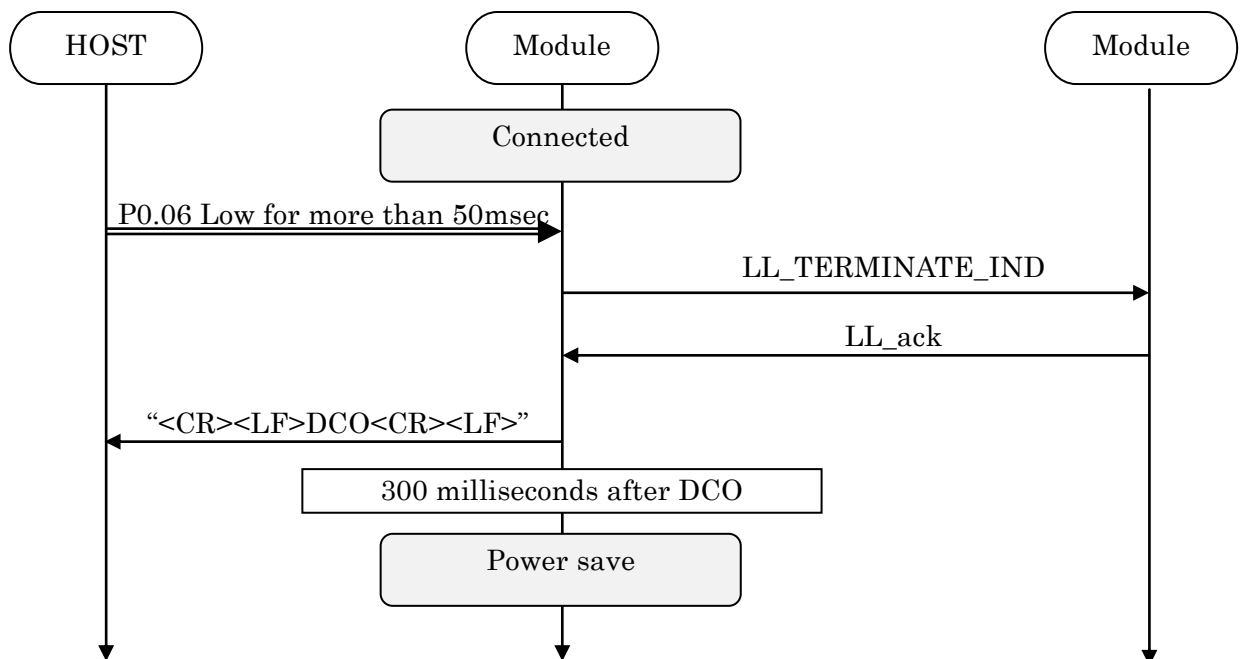 HOST
Module
Module
Connected
P0.06 Low for more than 50msec
LL_TERMINATE_IND
LL_ack
“<CR><LF>DCO<CR><LF>”
300 milliseconds after DCO
Power save